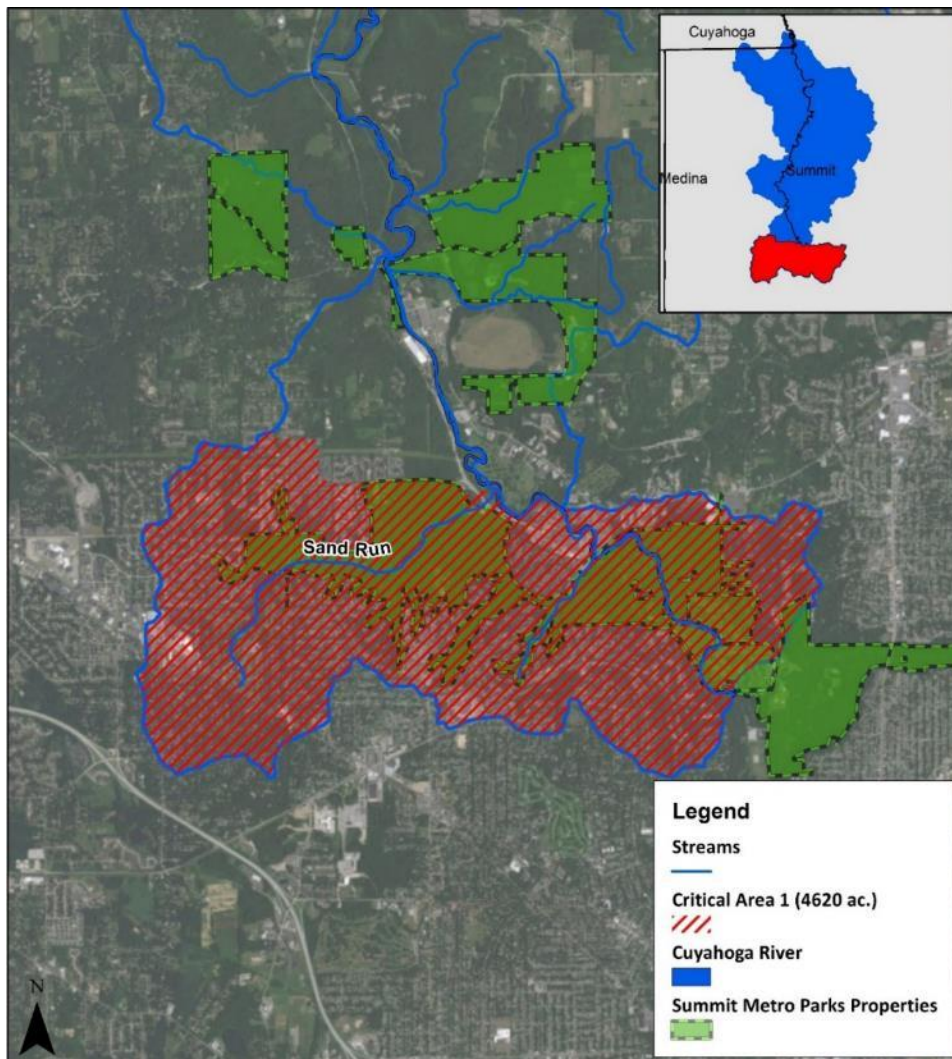 Cuyahoga
Medina
Summit
Sand Run
Legend
Streams
Critical Area 1 (4620 ac.)
Cuyahoga River
Summit Metro Parks Properties
N